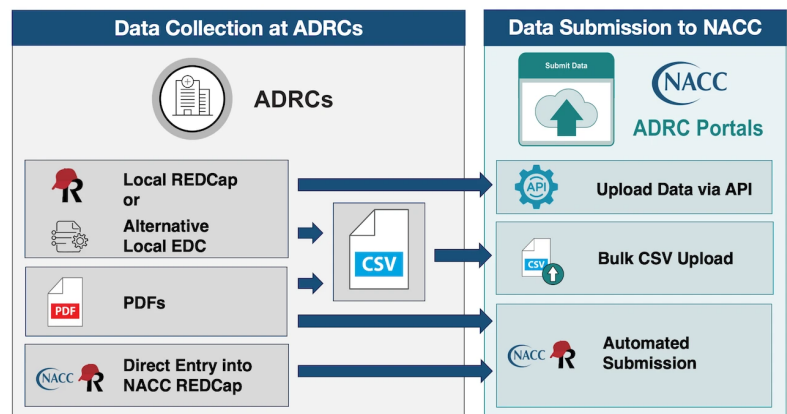 Data Collection at ADRCs
Data Submission to NACC
ADRCs
Submit Data
NACC
ADRC Portals
R
Local REDCap
or
Alternative
Local EDC
CSV
API
Upload Data via API
CSV
Bulk CSV Upload
PDF
PDFs
NACC R
Direct Entry into
NACC REDCap
NACC R
Automated
Submission